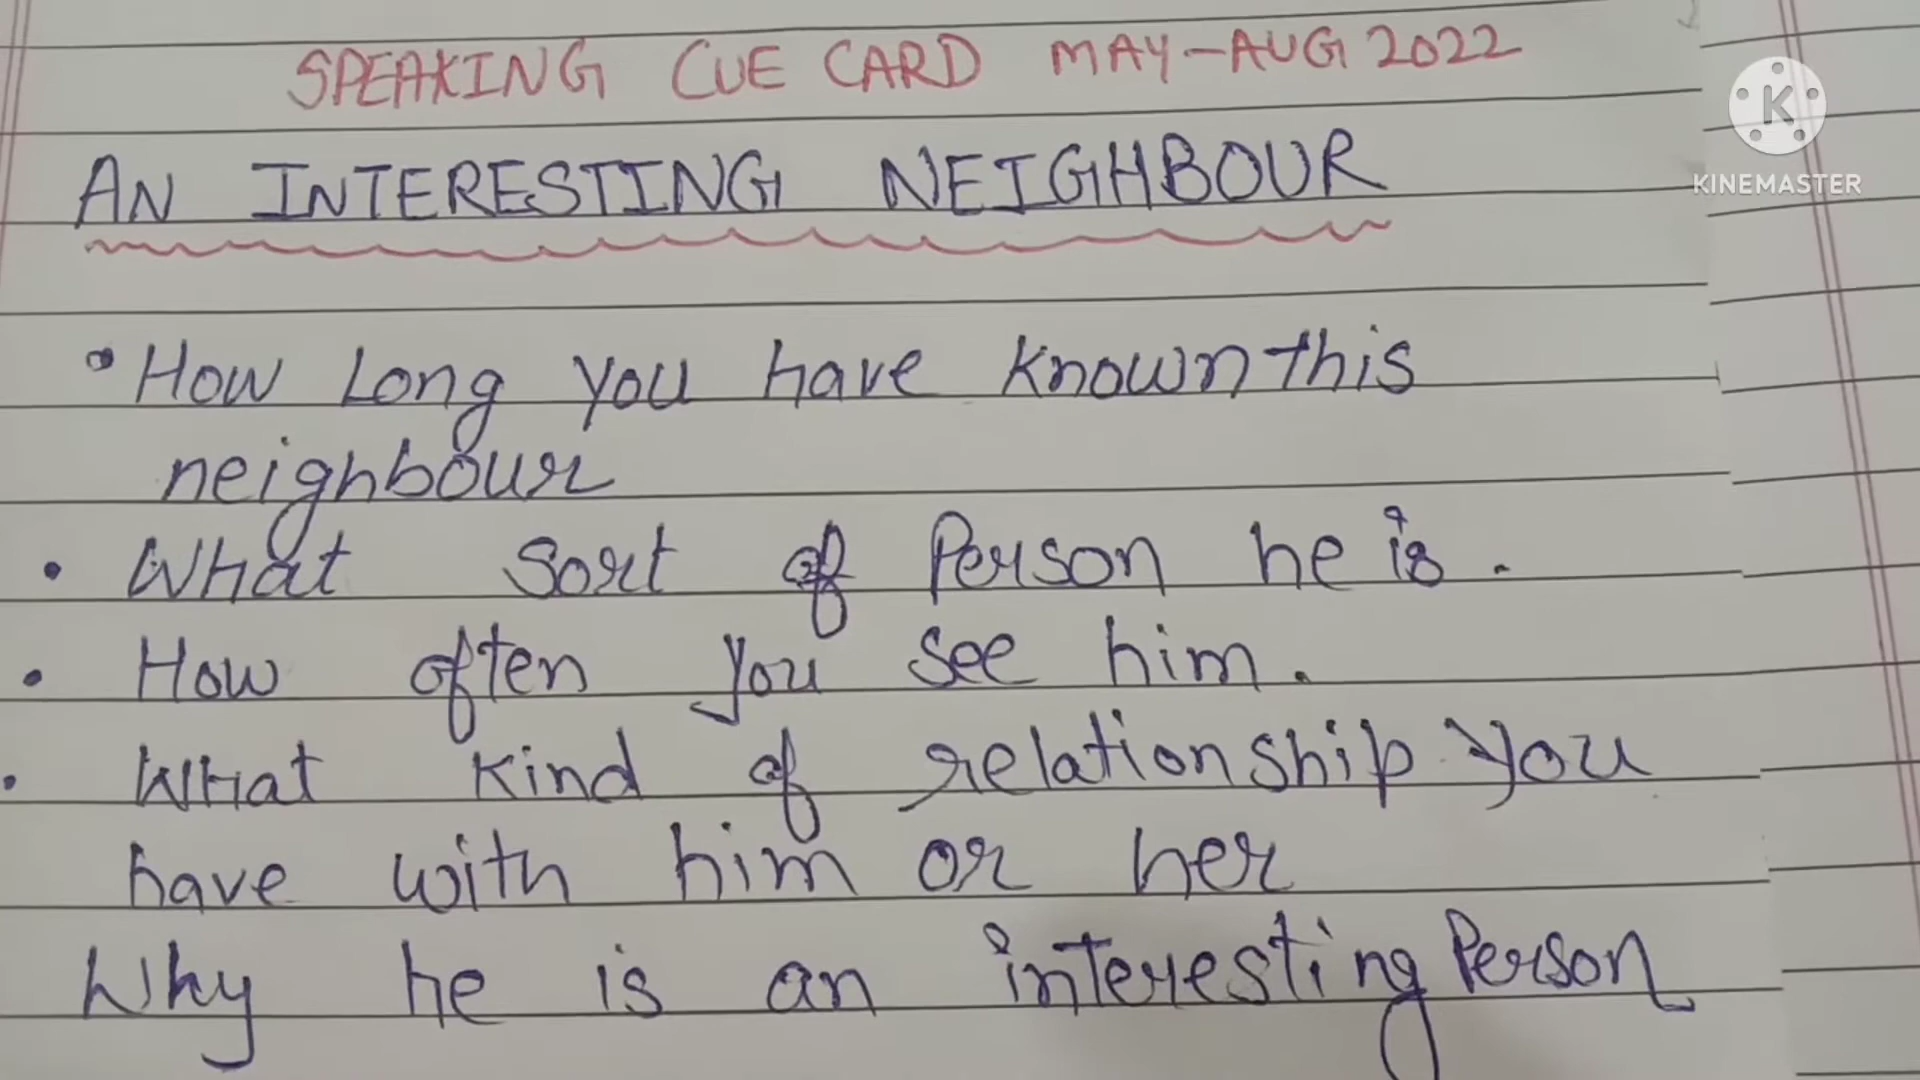 SPEAKING CUE CARD MAY-AUG 2022
AN INTERESTING NEIGHBOUR
K
KINEMASTER
• How Long you have known this
neighbour
• What sort of Person he is.
• How often you see him.
• What kind of relationship you
have with him or her
Why he is an interesting Person